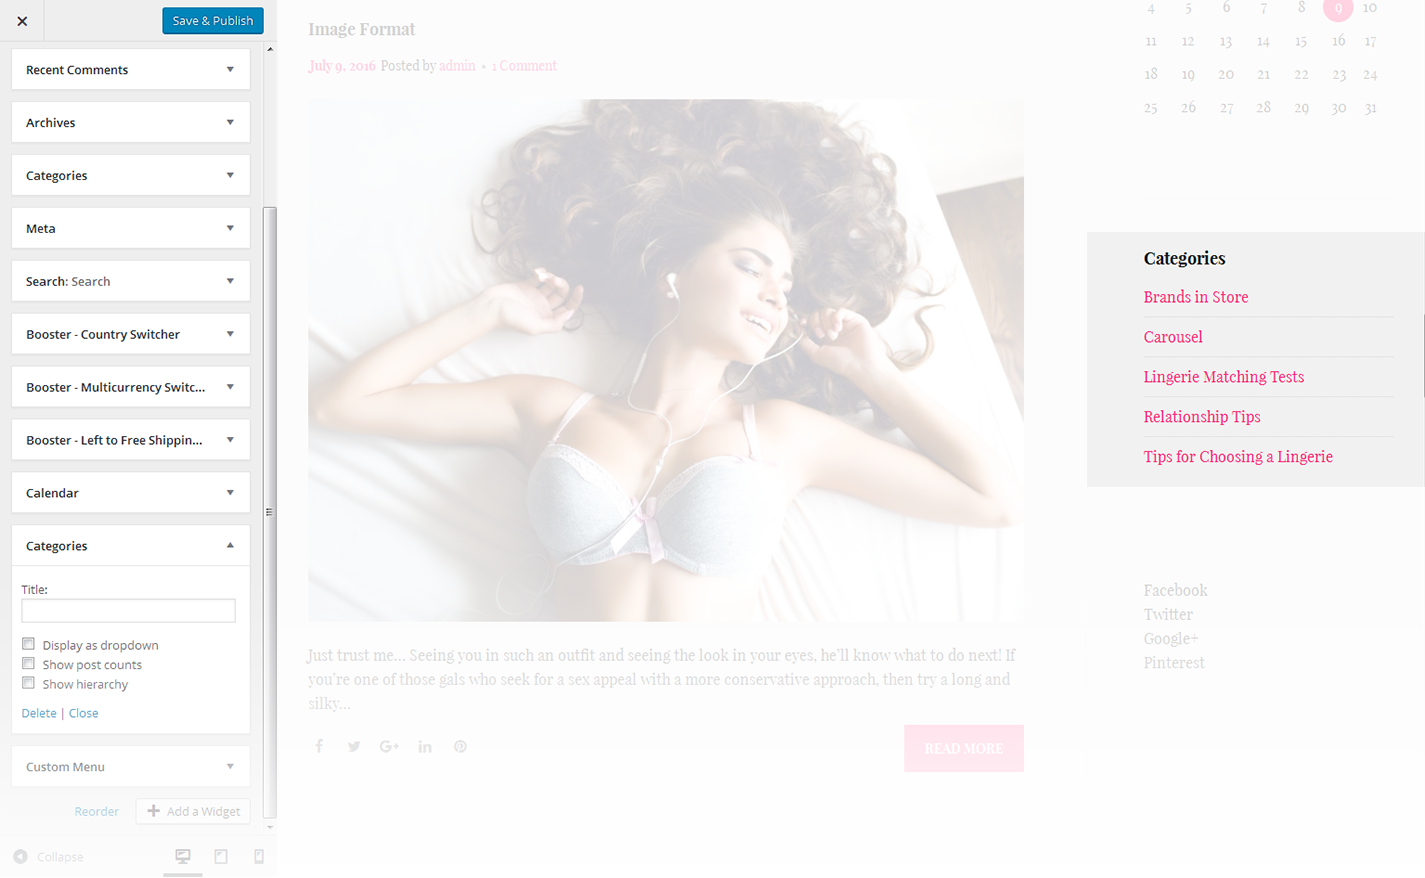 Save & Publish
Recent Comments
Archives
Categories
Meta
Search: Search
Booster - Country Switcher
Booster - Multicurrency Switc...
Booster - Left to Free Shippin...
Calendar
Categories
Title:
Display as dropdown
Show post counts
Show hierarchy
Delete | Close
Custom Menu
Reorder
Add a Widget
Collapse
Image Format
July 9, 2016 Posted by admin • 1 Comment
Just trust me... Seeing you in such an outfit and seeing the look in your eyes, he'll know what to do next! If
you're one of those gals who seek for a sex appeal with a more conservative approach, then try a long and
silky...
READ MORE
4 5 6 7 8 9 10
11 12 13 14 15 16 17
18 19 20 21 22 23 24
25 26 27 28 29 30 31
Categories
Brands in Store
Carousel
Lingerie Matching Tests
Relationship Tips
Tips for Choosing a Lingerie
Facebook
Twitter
Google+
Pinterest